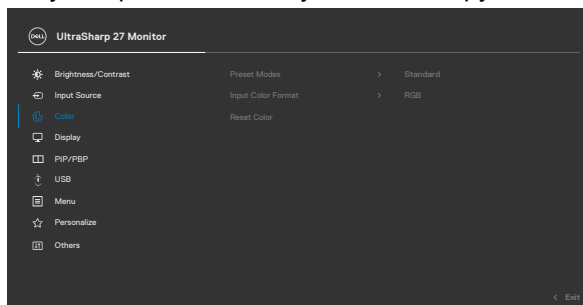 DELL
UltraSharp 27 Monitor
Brightness/Contrast
Preset Modes > Standard
Input Source
Input Color Format > RGB
Color
Reset Color
Display
PIP/PBP
USB
Menu
Personalize
Others
< Exit